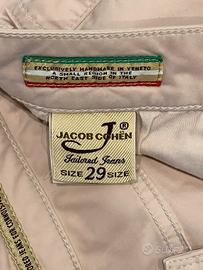 EXCLUSIVELY HANDMADE IN VENETO
A SMALL REGION IN THE
NORTH EAST SIDE OF ITALY
J®
JACOB COHЁN
Tailored Jeans
SIZE 29 SIZE